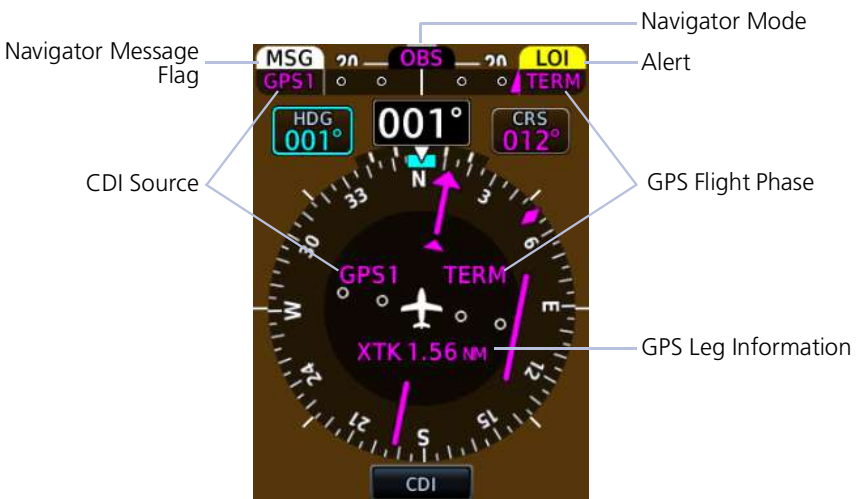 Navigator Mode
Navigator Message
Flag
MSG
20
OBS
20
LOI
Alert
GPS1
TERM
HDG
001°
001°
CRS
012°
CDI Source
GPS Flight Phase
N
3
6
E
12
15
S
21
24
W
30
33
GPS1
TERM
XTK 1.56 NM
GPS Leg Information
CDI